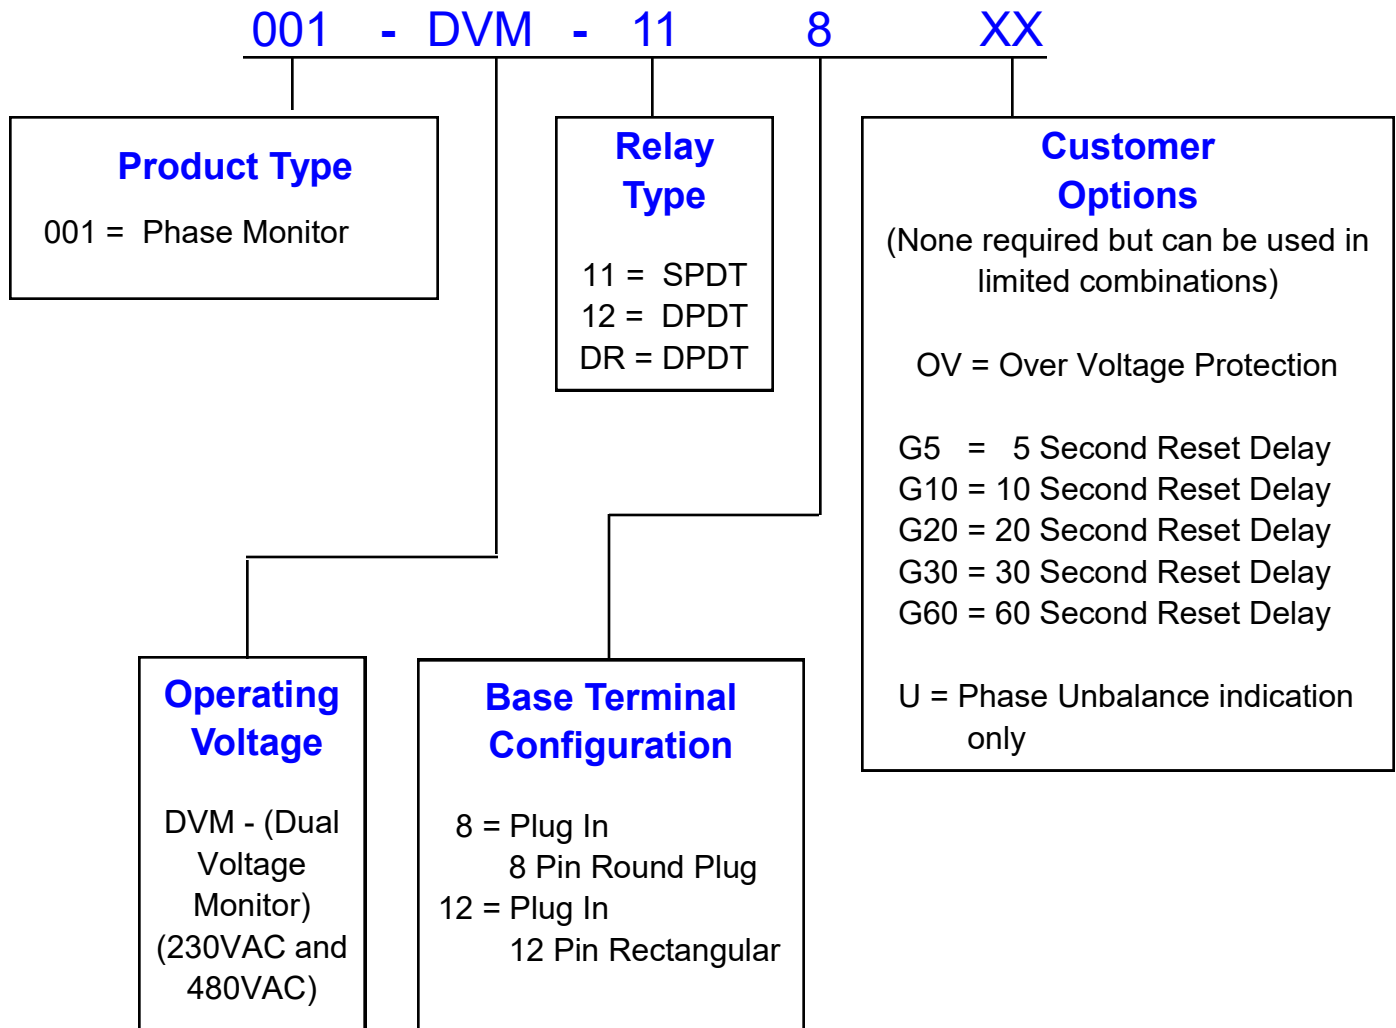 001 - DVM - 11 8 XX
Product Type
001 = Phase Monitor
Relay
Type
11 = SPDT
12 = DPDT
DR = DPDT
Customer
Options
(None required but can be used in
limited combinations)
OV = Over Voltage Protection
G5 = 5 Second Reset Delay
G10 = 10 Second Reset Delay
G20 = 20 Second Reset Delay
G30 = 30 Second Reset Delay
G60 = 60 Second Reset Delay
U = Phase Unbalance indication
only
Operating
Voltage
DVM - (Dual
Voltage
Monitor)
(230VAC and
480VAC)
Base Terminal
Configuration
8 = Plug In
8 Pin Round Plug
12 = Plug In
12 Pin Rectangular